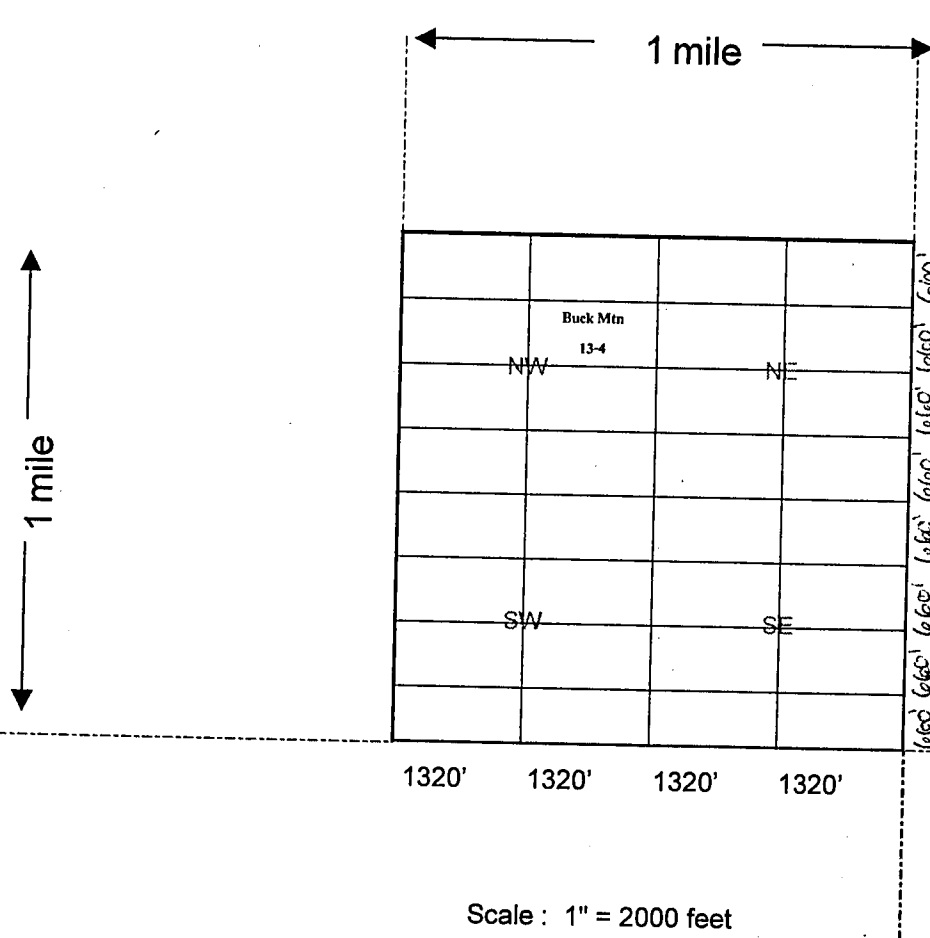 1 mile
1 mile
Buck Mtn
13-4
NW
NE
SW
SE
660'
660'
660'
660'
660'
660'
660'
660'
1320' 1320' 1320' 1320'
Scale : 1" = 2000 feet